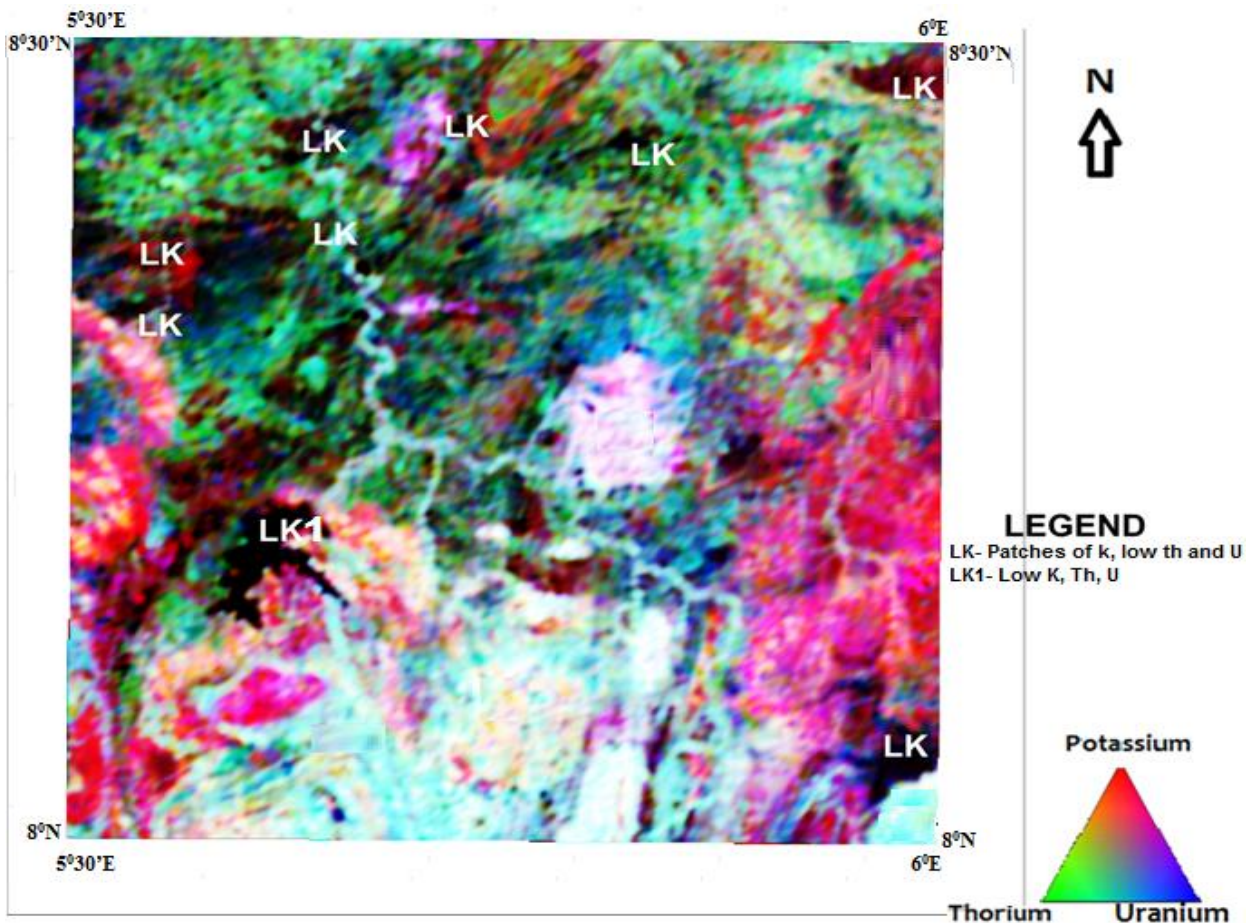 5⁰30’E
6⁰E
8⁰30’N
8⁰30’N
N
LK
LK
LK
LK
LK
LK
LK
LK1
LEGEND
LK- Patches of k, low th and U
LK1- Low K, Th, U
LK
Potassium
8⁰N
8⁰N
5⁰30’E
6⁰E
Thorium
Uranium